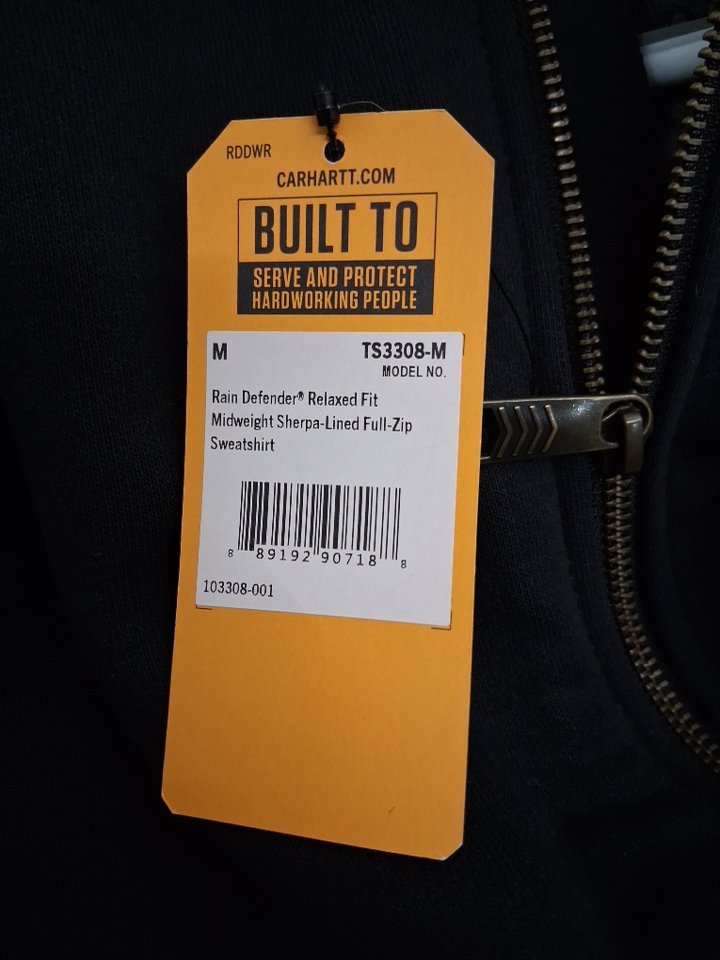 RDDWR
CARHARTT.COM
BUILT TO
SERVE AND PROTECT
HARDWORKING PEOPLE
M TS3308-M
MODEL NO.
Rain Defender® Relaxed Fit
Midweight Sherpa-Lined Full-Zip
Sweatshirt
8 89192 90718 8
103308-001